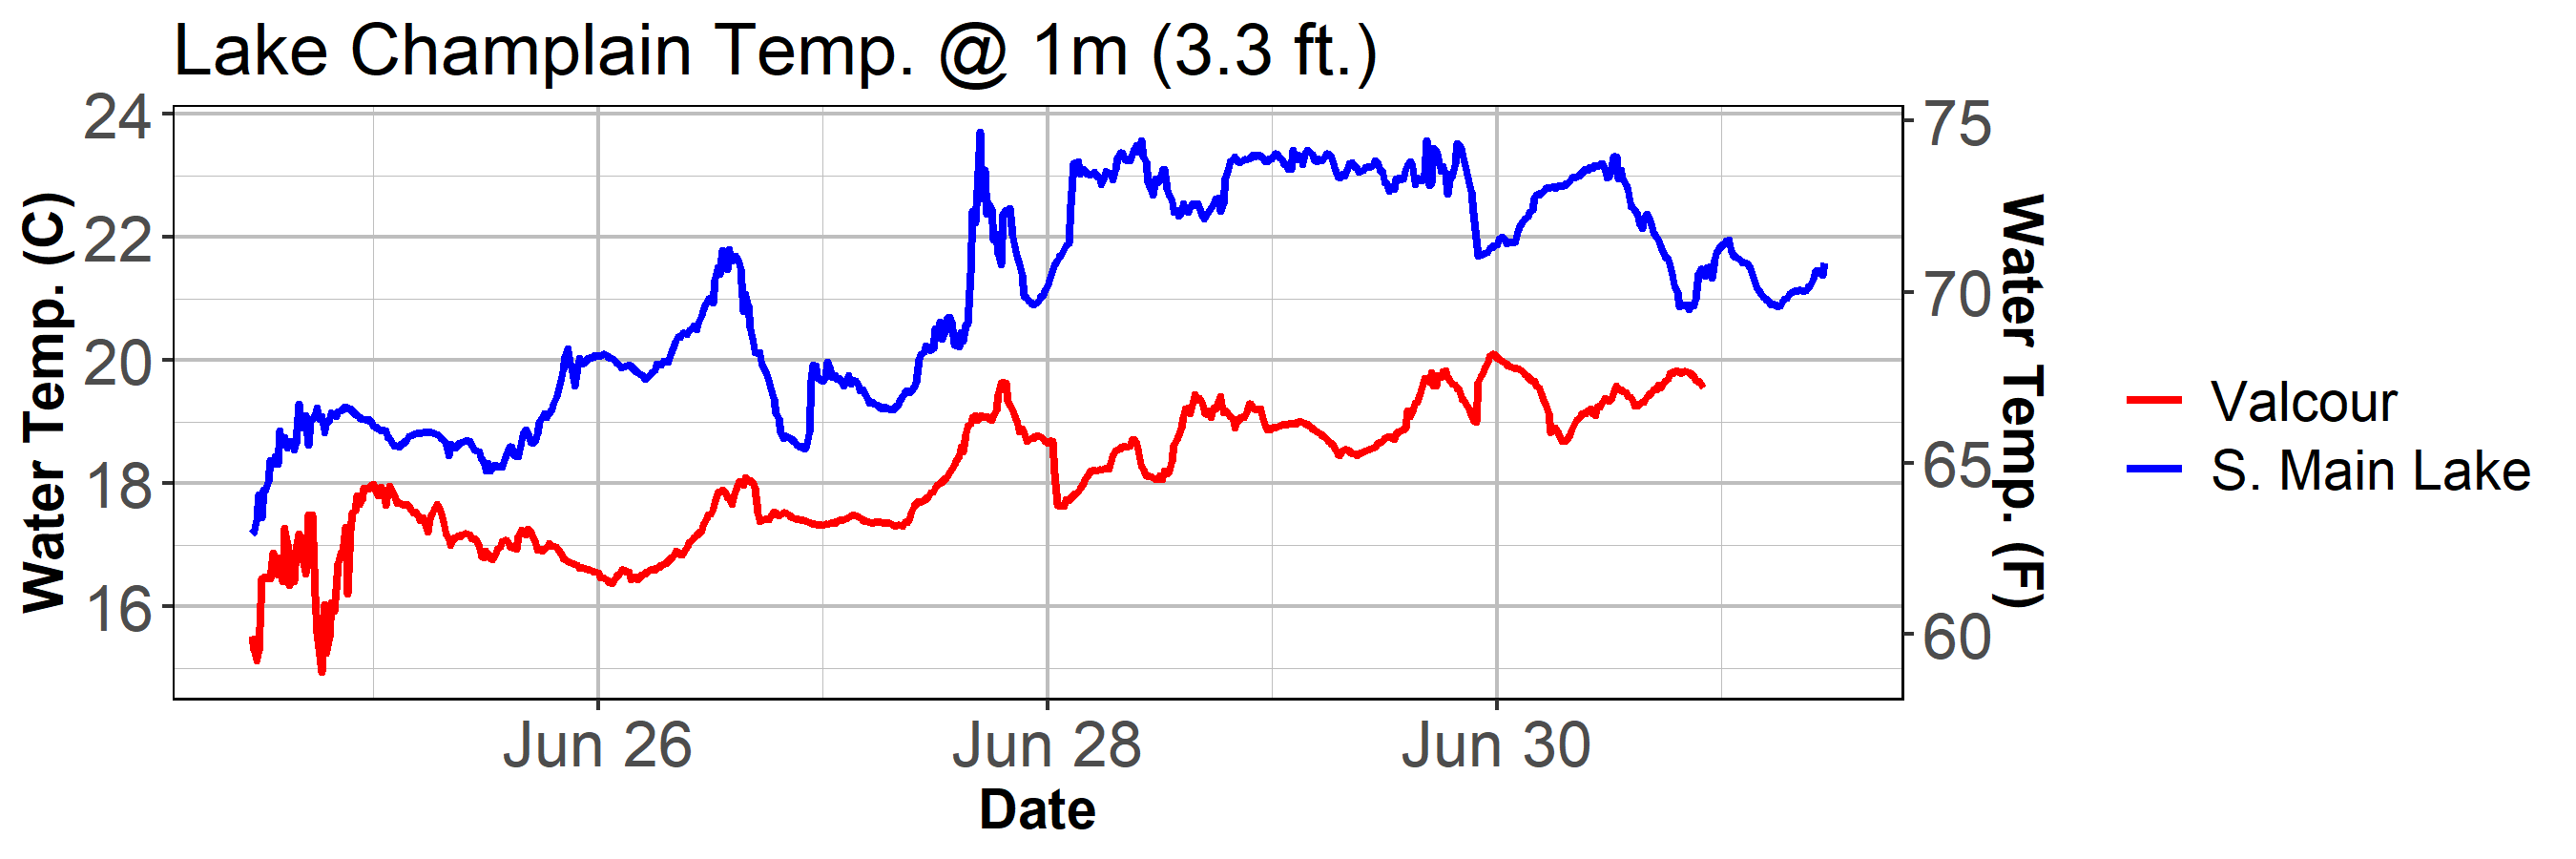 Lake Champlain Temp. @ 1m (3.3 ft.)
Water Temp. (C)
24
22
20
18
16
75
70
65
60
Water Temp. (F)
Jun 26
Jun 28
Jun 30
Date
Valcour
S. Main Lake